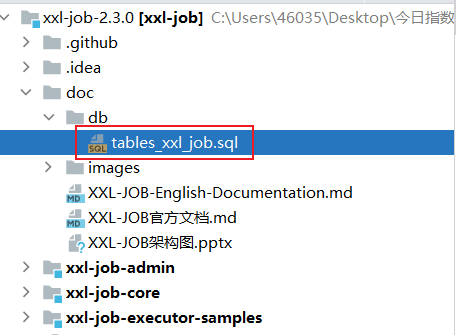 xxl-job-2.3.0 [xxl-job] C:\Users\46035\Desktop\今日指数
.github
.idea
doc
db
SQL tables_xxl_job.sql
images
MD XXL-JOB-English-Documentation.md
MD XXL-JOB官方文档.md
? XXL-JOB架构图.pptx
xxl-job-admin
xxl-job-core
xxl-job-executor-samples